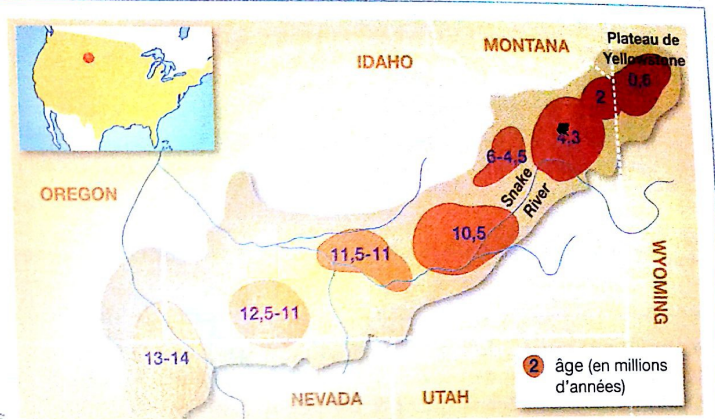 MONTANA
Plateau de
Yellowstone
IDAHO
0,6
2
4,3
6-4,5
Snake
River
OREGON
10,5
11,5-11
WYOMING
12,5-11
13-14
2 âge (en millions
d'années)
NEVADA
UTAH